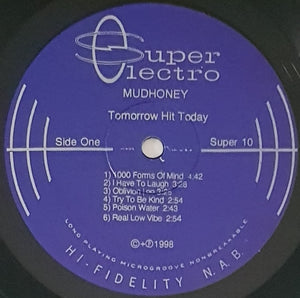 Super
Electro
MUDHONEY
Tomorrow Hit Today
Side One
Super 10
1) 1000 Forms Of Mind 4:42
2) I Have To Laugh 3:28
3) Oblivion 3:28
4) Try To Be Kind 2:54
5) Poison Water 2:43
6) Real Low Vibe 2:54
©+℗1998
LONG PLAYING MICROGROOVE NONBREAKABLE
HI-FIDELITY N.A.B.